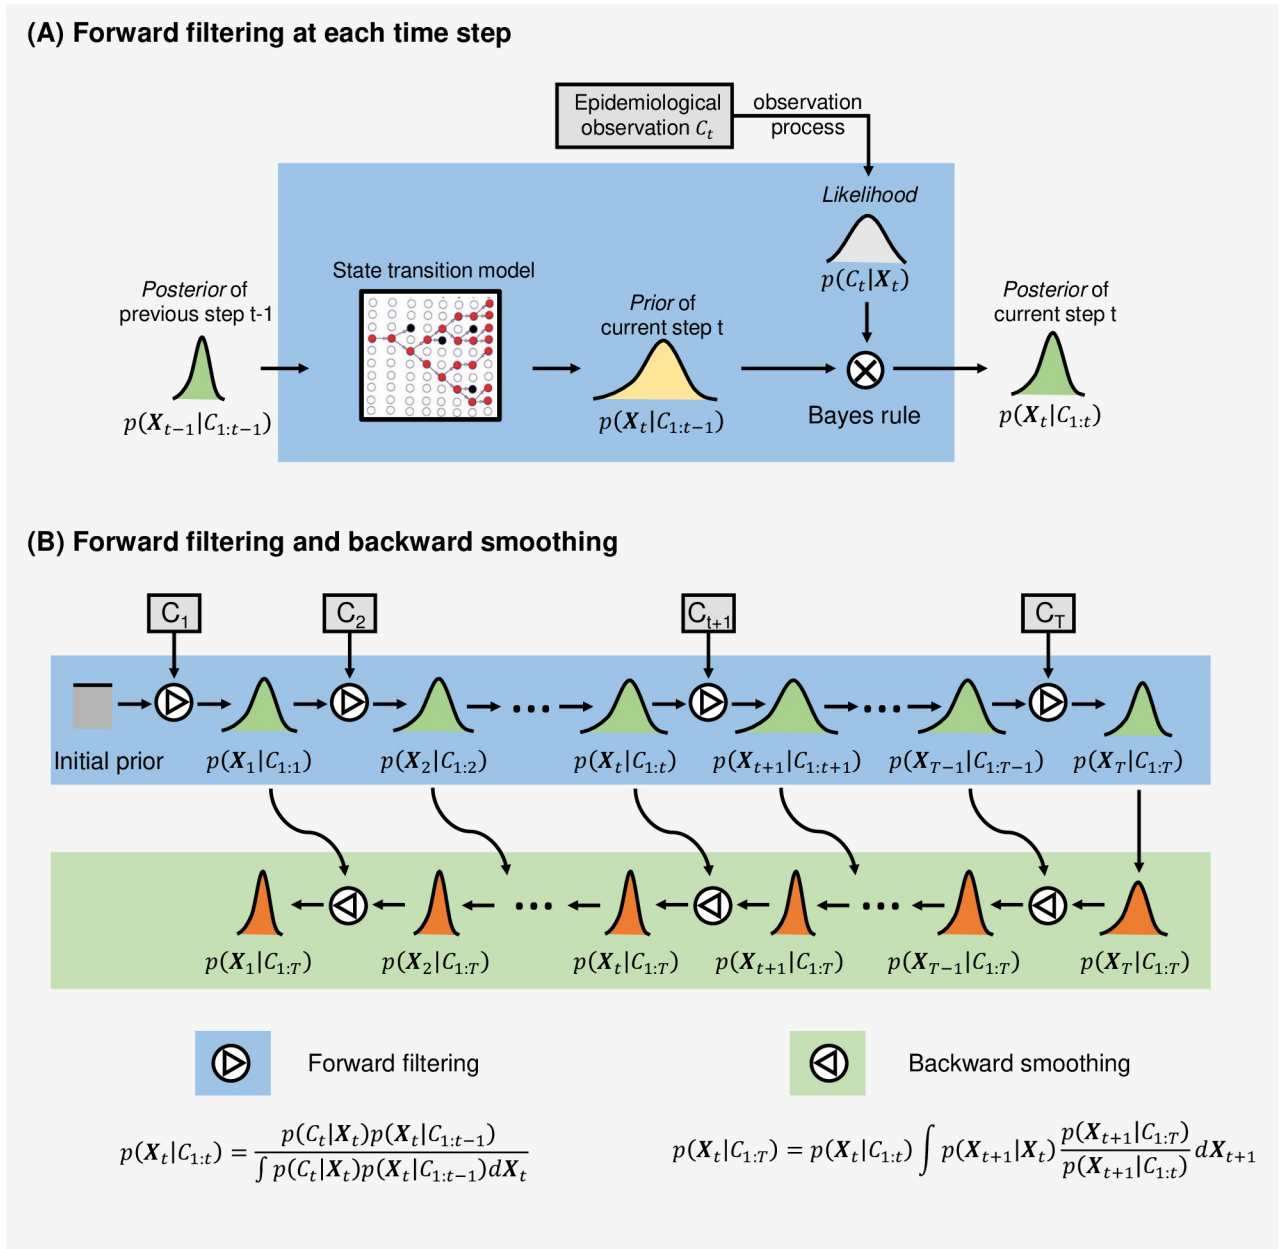 (A) Forward filtering at each time step
Epidemiological
observation C_t
observation
process
Likelihood
p(C_t|X_t)
State transition model
Posterior of
previous step t-1
p(X_{t−1}|C_{1:t−1})
Prior of
current step t
p(X_t|C_{1:t−1})
Bayes rule
Posterior of
current step t
p(X_t|C_{1:t})
(B) Forward filtering and backward smoothing
C_1 C_2 C_{t+1} C_T
Initial prior p(X_1|C_{1:1}) p(X_2|C_{1:2}) p(X_t|C_{1:t}) p(X_{t+1}|C_{1:t+1}) p(X_{T−1}|C_{1:T−1}) p(X_T|C_{1:T})
p(X_1|C_{1:T}) p(X_2|C_{1:T}) p(X_t|C_{1:T}) p(X_{t+1}|C_{1:T}) p(X_{T−1}|C_{1:T}) p(X_T|C_{1:T})
Forward filtering
p(X_t|C_{1:t}) = \frac{p(C_t|X_t)p(X_t|C_{1:t−1})}{∫ p(C_t|X_t)p(X_t|C_{1:t−1})dX_t}
Backward smoothing
p(X_t|C_{1:T}) = p(X_t|C_{1:t}) ∫ p(X_{t+1}|X_t) \frac{p(X_{t+1}|C_{1:T})}{p(X_{t+1}|C_{1:t})} dX_{t+1}